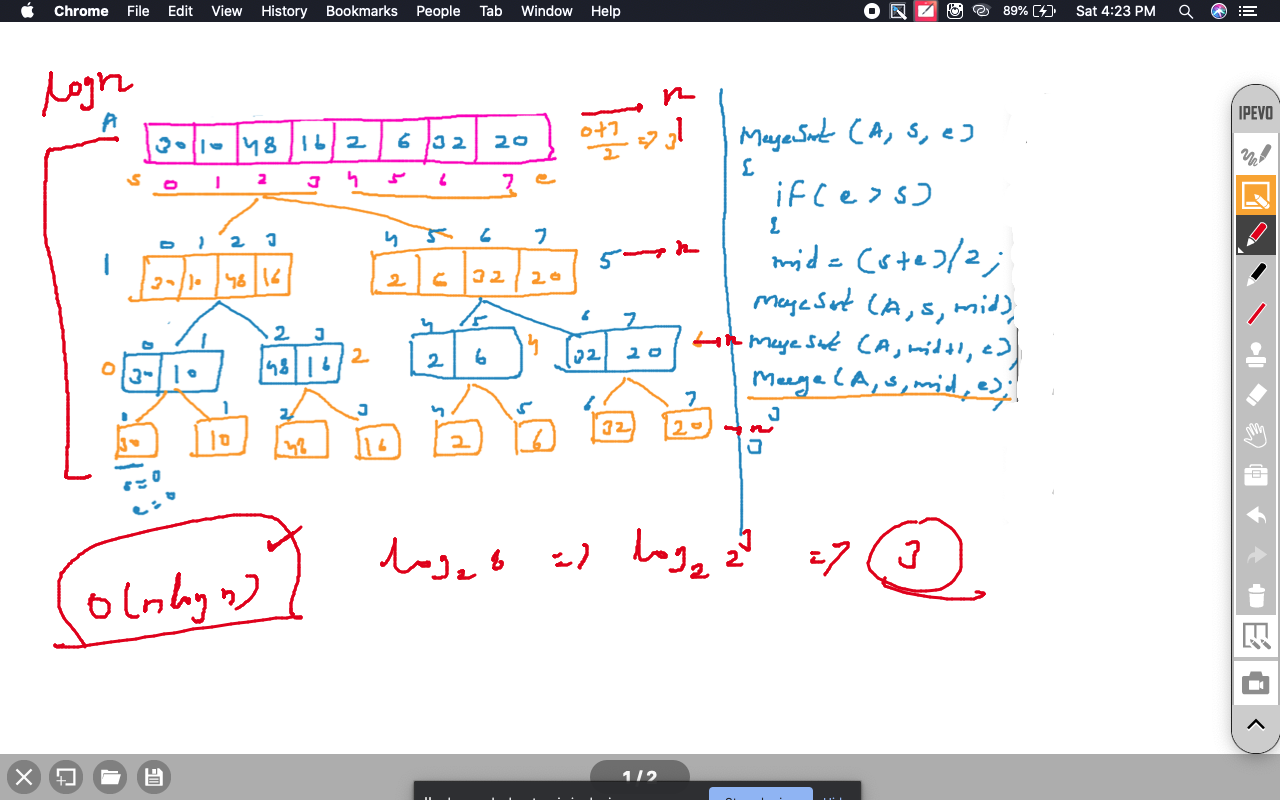 Chrome File Edit View History Bookmarks People Tab Window Help 89% Sat 4:23 PM
logn
n
A
30 10 48 16 2 6 32 20
0+7/2 => 3
s 0 1 2 3 4 5 6 7 e
0 1 2 3 4 5 6 7
1 30 10 48 16 2 6 32 20 5 → n
0 1 2 3 4 5 6 7
0 30 10 48 16 2 2 6 4 32 20 n
0 1 2 3 4 5 6 7
30 10 48 16 2 6 32 20 → n
s=0
e=0
MergeSort (A, s, e)
{
if (e > s)
{
mid = (s+e)/2;
MergeSort (A, s, mid);
MergeSort (A, mid+1, e);
Merge (A, s, mid, e);
}
}
log2 8 => log2 2^3 => 3
O(n log n)
IPEVO
1 / 2